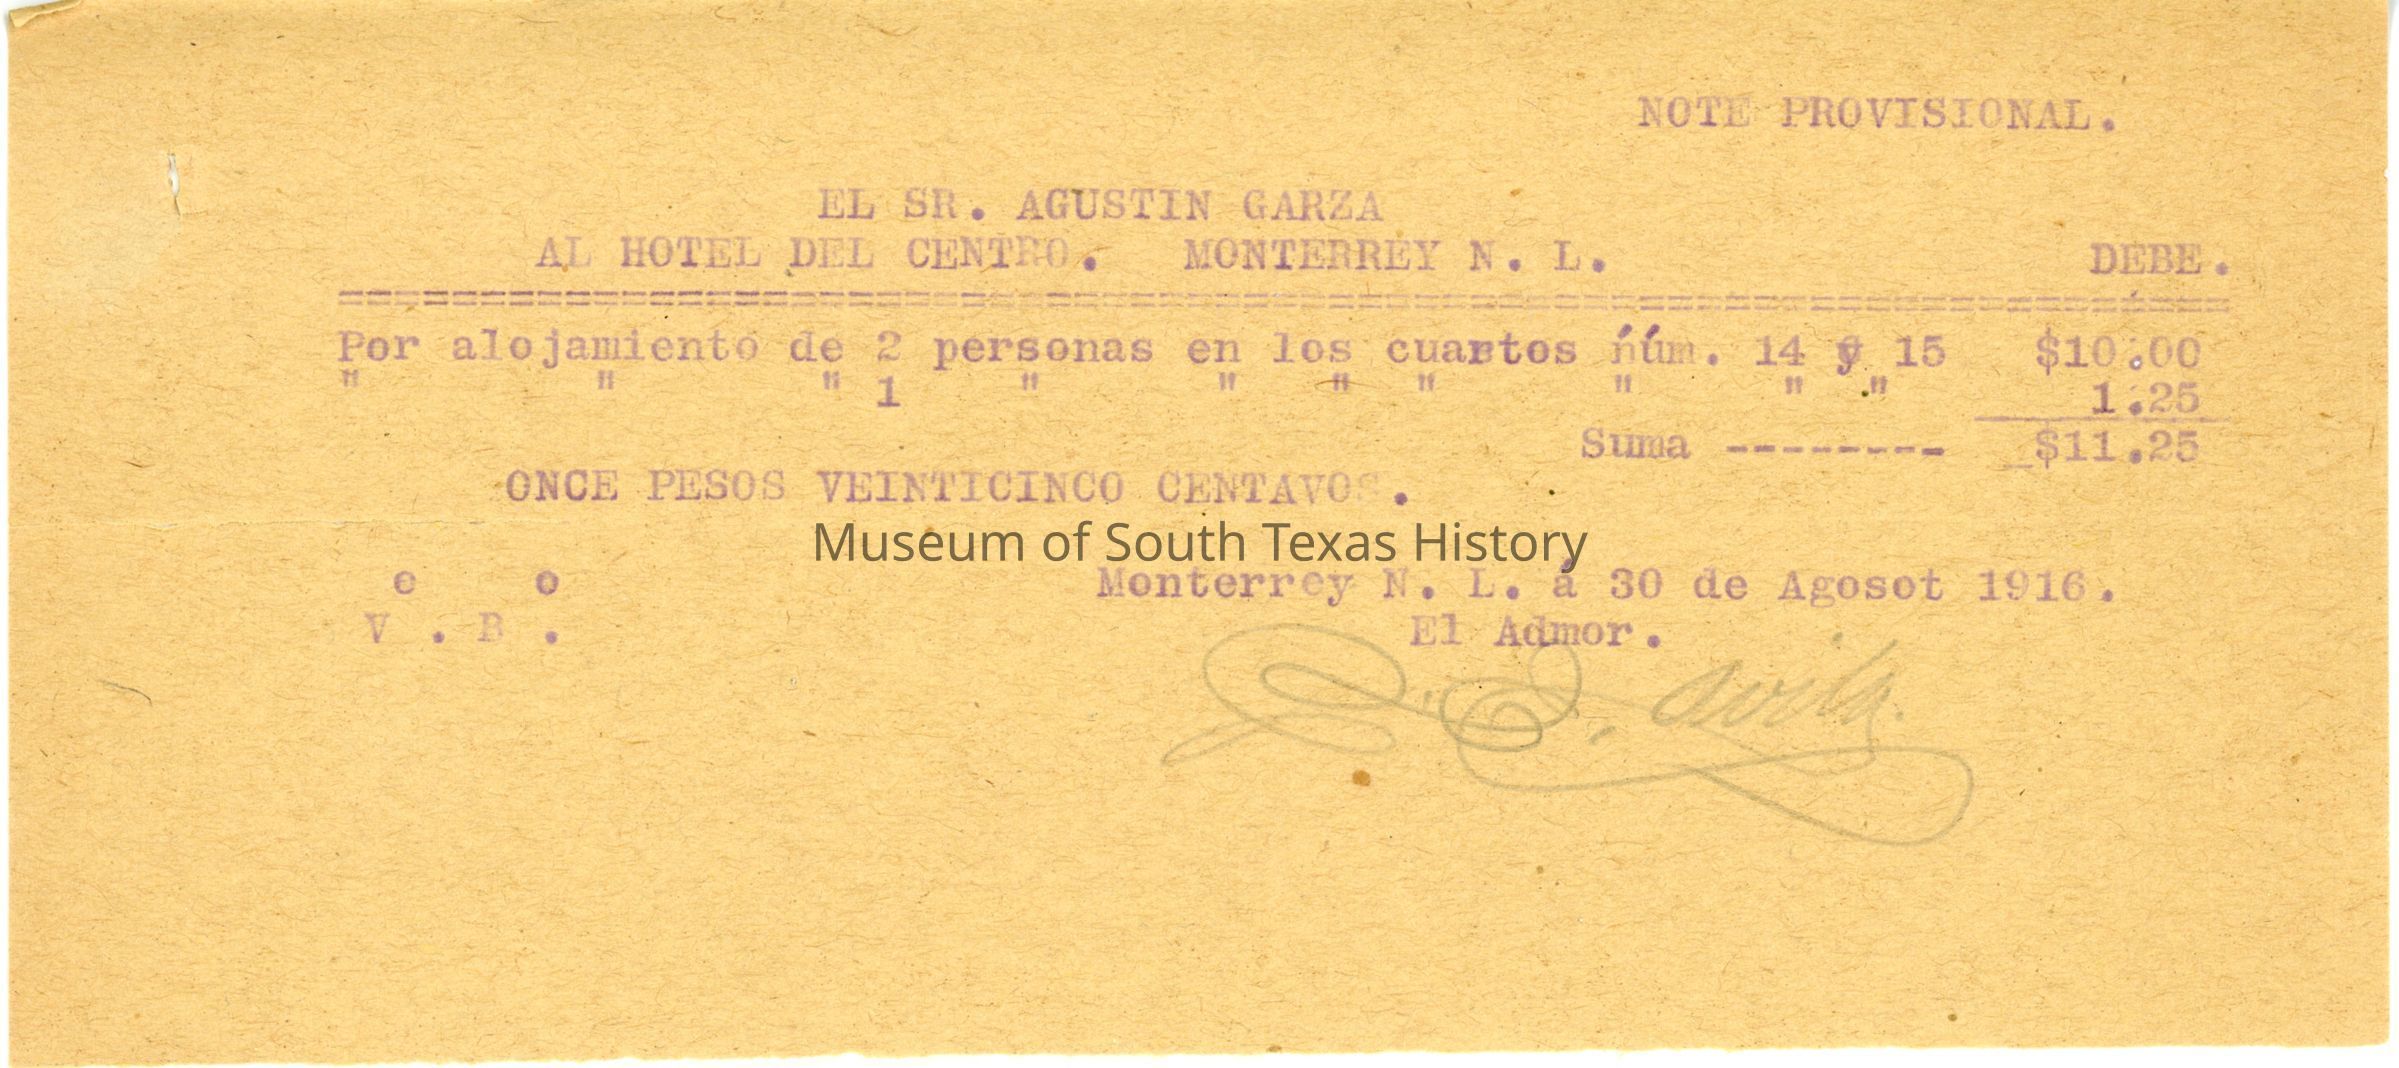 NOTE PROVISIONAL.
EL SR. AGUSTIN GARZA
AL HOTEL DEL CENTRO. MONTERREY N. L. DEBE.
================================================================
Por alojamiento de 2 personas en los cuartos núm. 14 y 15 $10.00
" " " 1 " " " " " " " 1.25
Suma -------- $11.25
ONCE PESOS VEINTICINCO CENTAVOS.
Museum of South Texas History
e o Monterrey N. L. á 30 de Agosot 1916.
V . B . El Admor.
Avila.